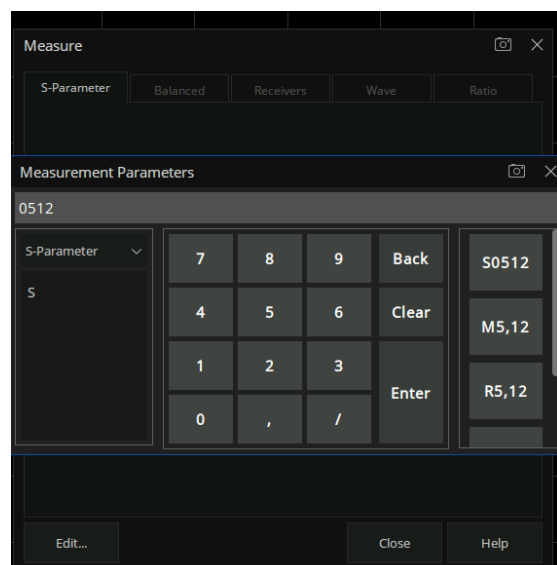 Measure
S-Parameter Balanced Receivers Wave Ratio
Measurement Parameters
0512
S-Parameter
S
7 8 9 Back
4 5 6 Clear
1 2 3
Enter
0 , /
S0512
M5,12
R5,12
Edit... Close Help